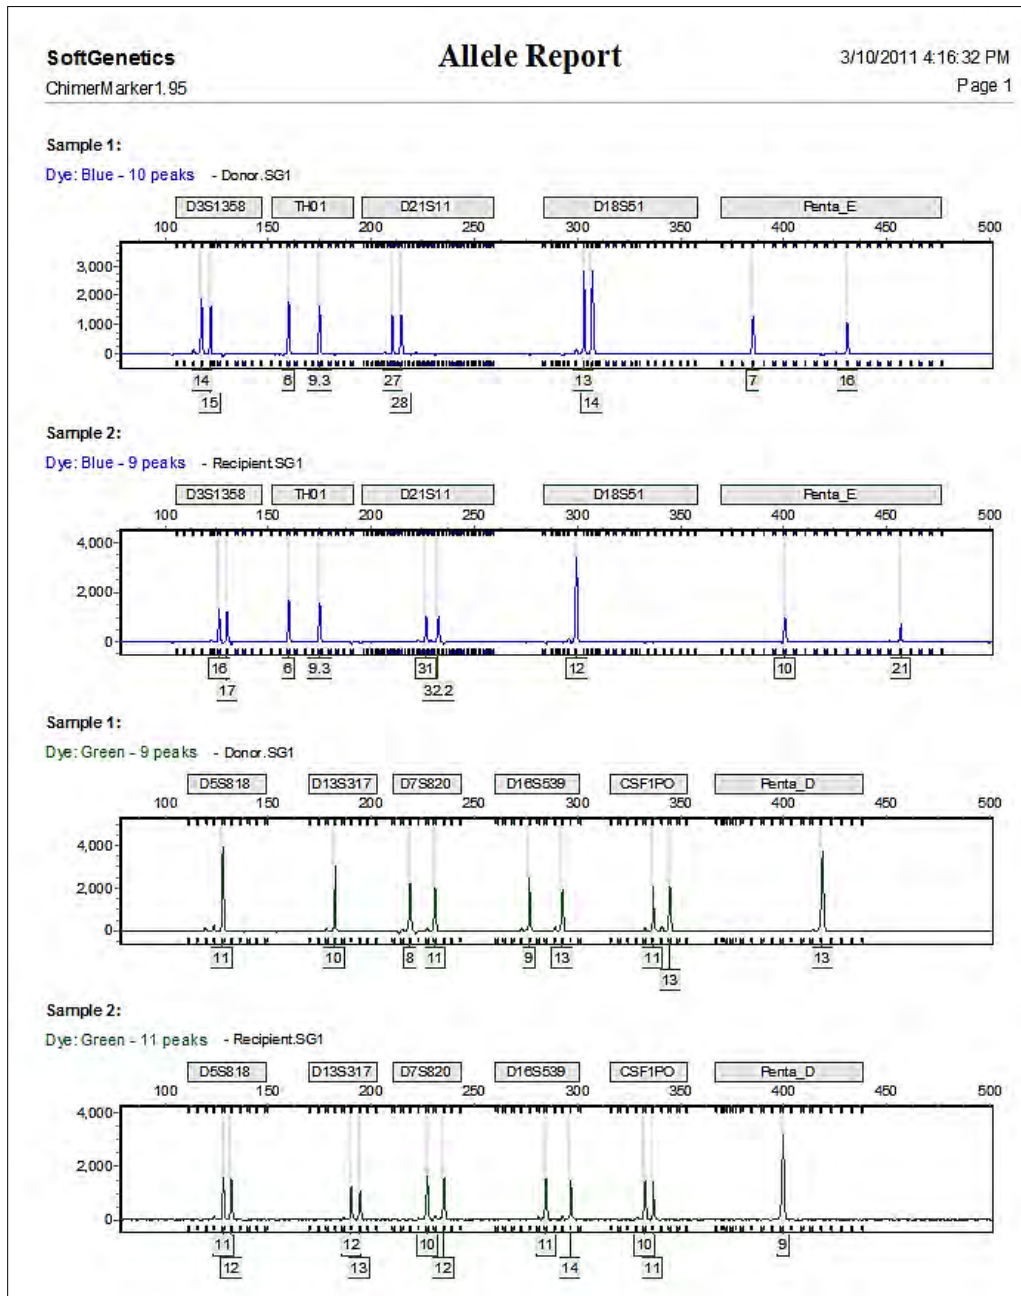 SoftGenetics Allele Report 3/10/2011 4:16:32 PM
ChimerMarker1.95 Page 1
Sample 1:
Dye: Blue - 10 peaks - Donor.SG1
D3S1358 TH01 D21S11 D18S51 Penta_E
100 150 200 250 300 350 400 450 500
3,000
2,000
1,000
0
14 6 9.3 27 13 7 16
15 28 14
Sample 2:
Dye: Blue - 9 peaks - Recipient.SG1
D3S1358 TH01 D21S11 D18S51 Penta_E
100 150 200 250 300 350 400 450 500
4,000
2,000
0
16 6 9.3 31 12 10 21
17 32.2
Sample 1:
Dye: Green - 9 peaks - Donor.SG1
D5S818 D13S317 D7S820 D16S539 CSF1PO Penta_D
100 150 200 250 300 350 400 450 500
4,000
2,000
0
11 10 8 11 9 13 11 13
13
Sample 2:
Dye: Green - 11 peaks - Recipient.SG1
D5S818 D13S317 D7S820 D16S539 CSF1PO Penta_D
100 150 200 250 300 350 400 450 500
4,000
2,000
0
11 12 10 11 10 9
12 13 12 14 11